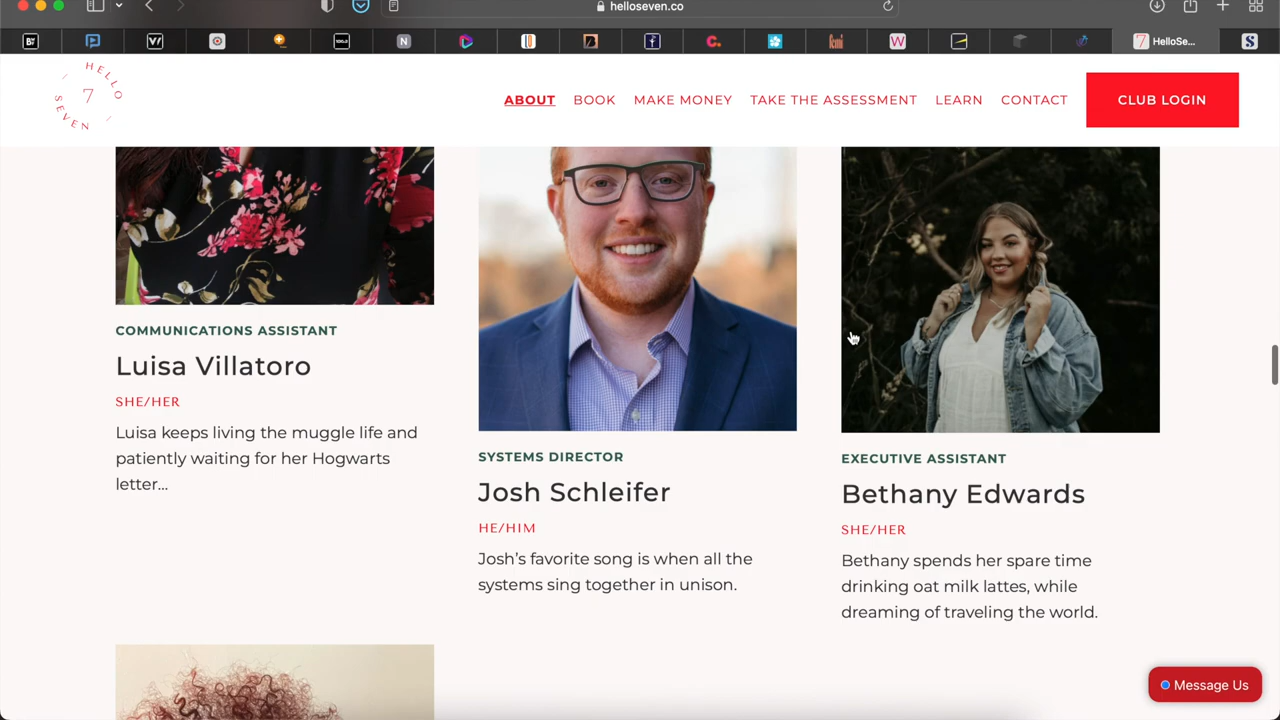 helloseven.co
HelloSe...
HELLO
7
SEVEN
ABOUT
BOOK
MAKE MONEY
TAKE THE ASSESSMENT
LEARN
CONTACT
CLUB LOGIN
COMMUNICATIONS ASSISTANT
Luisa Villatoro
SHE/HER
Luisa keeps living the muggle life and
patiently waiting for her Hogwarts
letter...
SYSTEMS DIRECTOR
Josh Schleifer
HE/HIM
Josh’s favorite song is when all the
systems sing together in unison.
EXECUTIVE ASSISTANT
Bethany Edwards
SHE/HER
Bethany spends her spare time
drinking oat milk lattes, while
dreaming of traveling the world.
Message Us